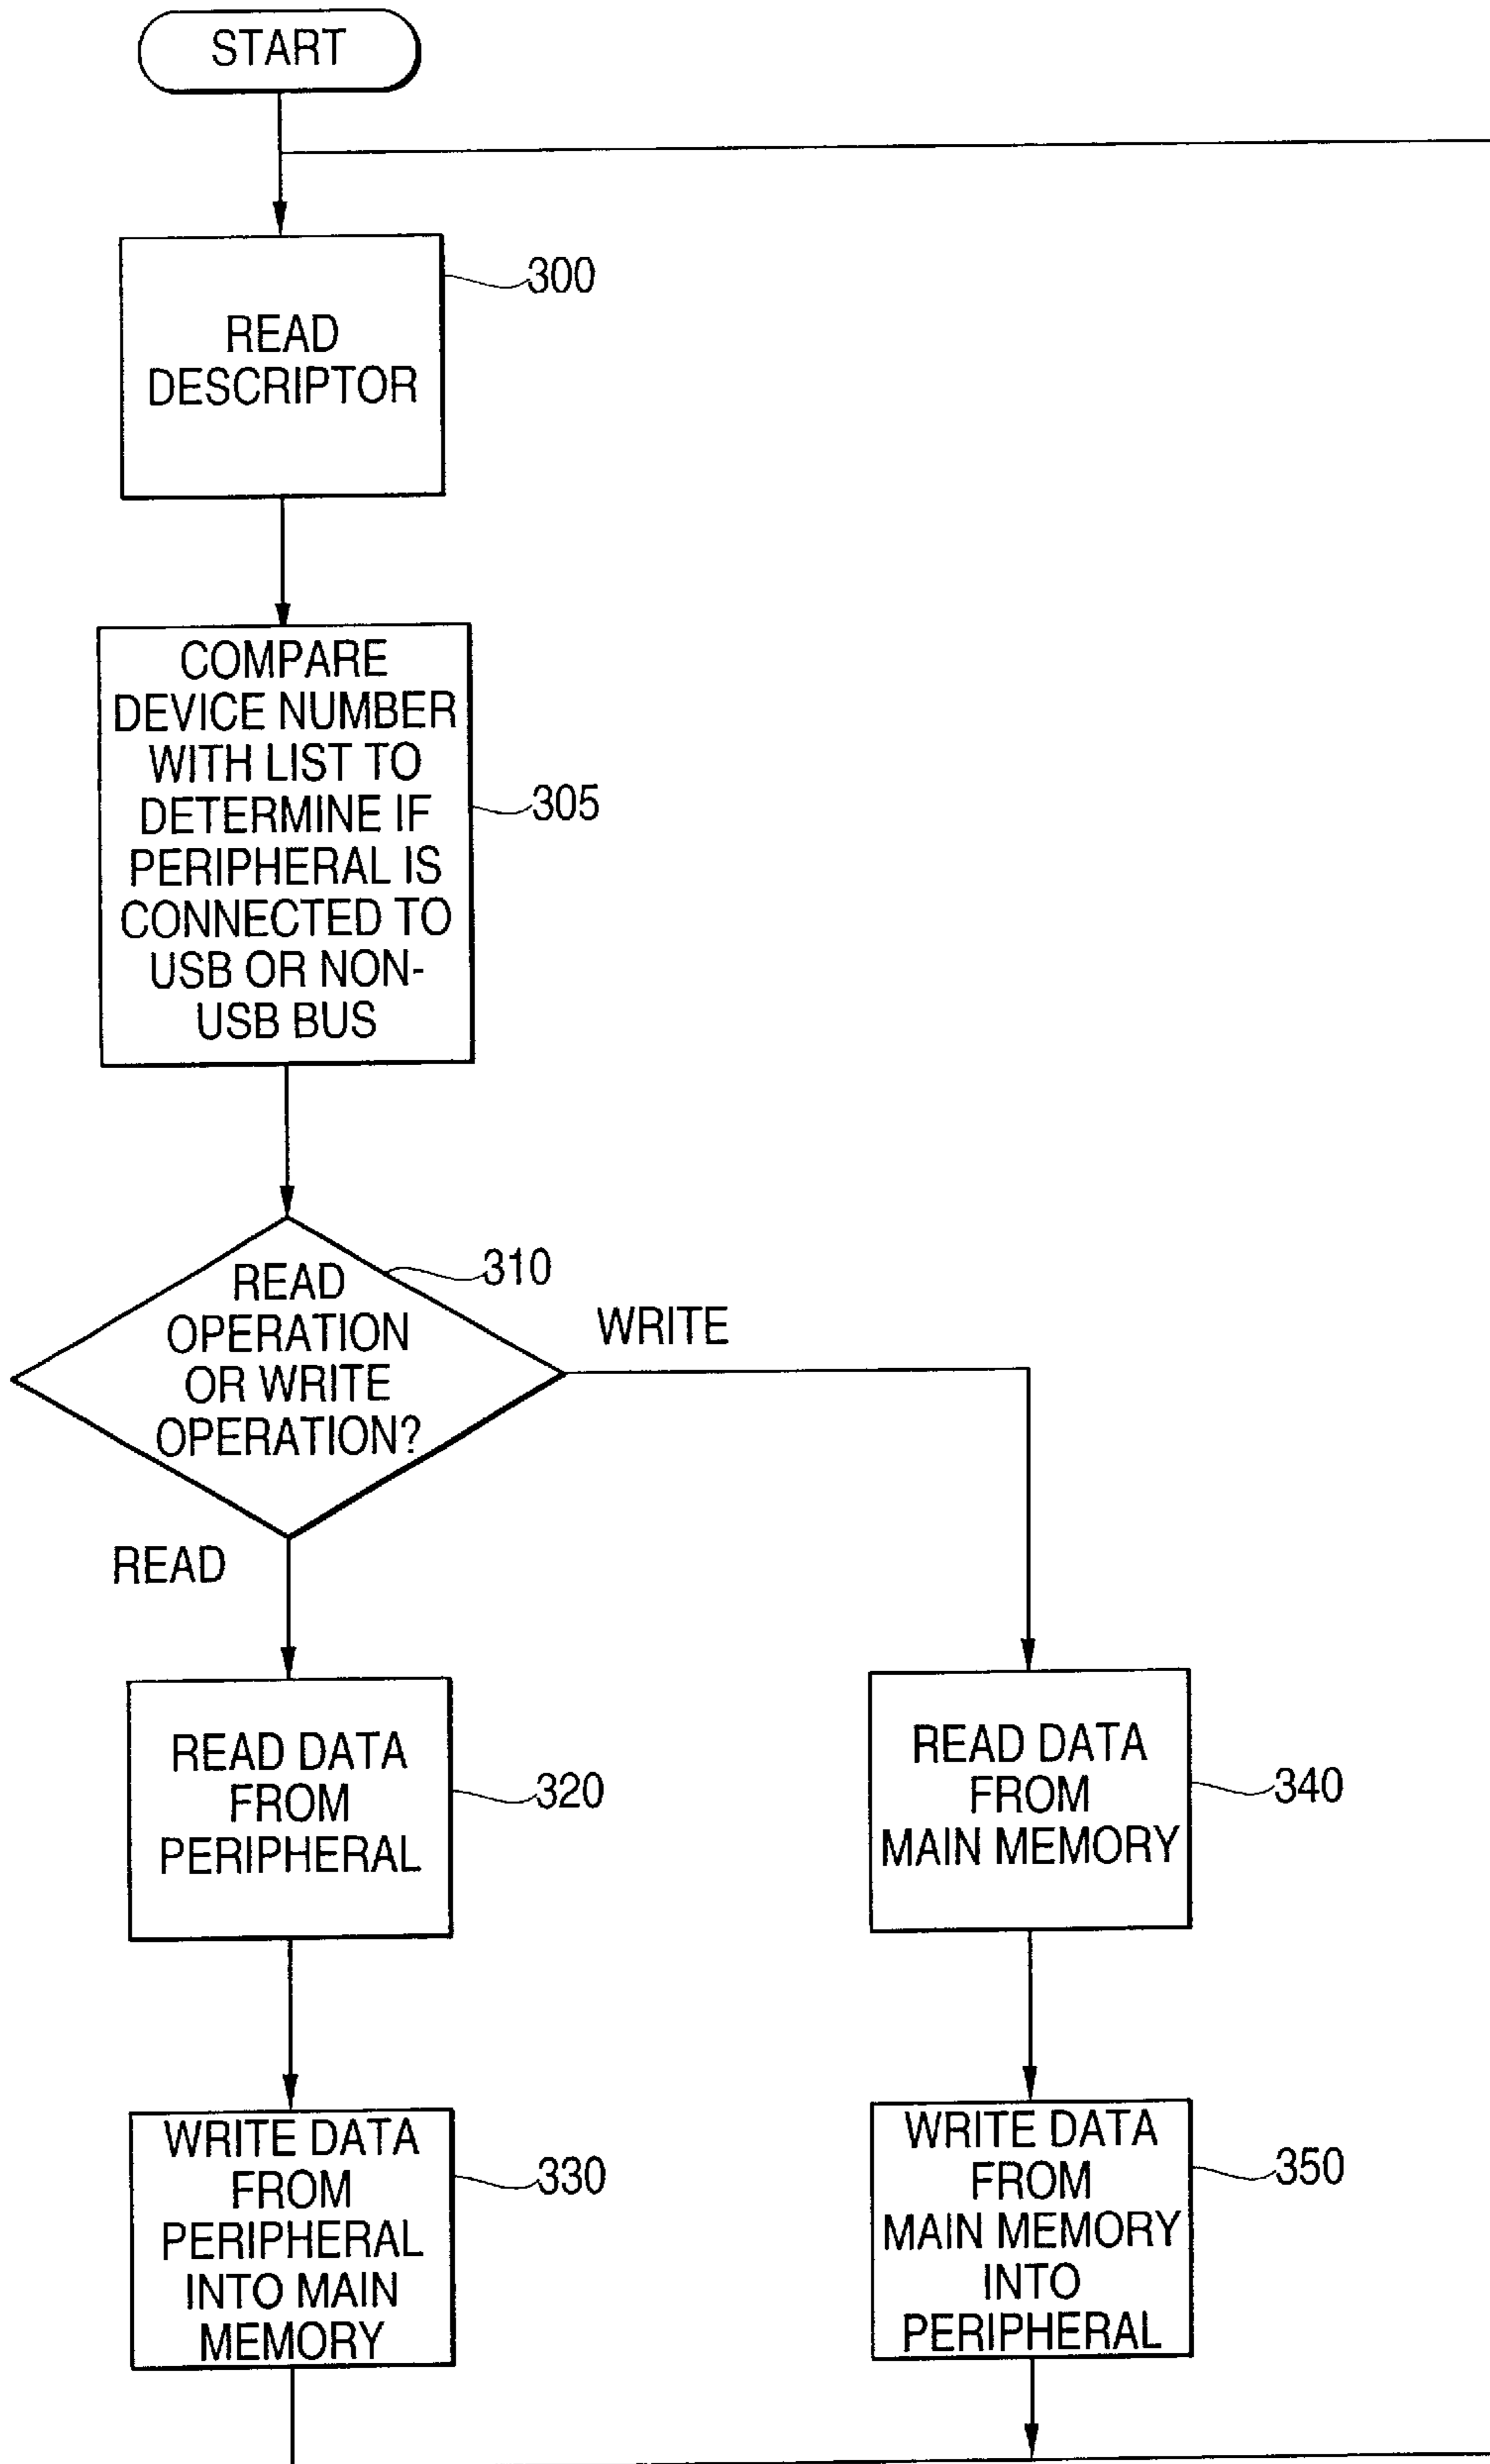 START
300
READ
DESCRIPTOR
COMPARE
DEVICE NUMBER
WITH LIST TO
DETERMINE IF
PERIPHERAL IS
CONNECTED TO
USB OR NON-
USB BUS
305
310
READ
OPERATION
OR WRITE
OPERATION?
WRITE
READ
READ DATA
FROM
PERIPHERAL
320
READ DATA
FROM
MAIN MEMORY
340
WRITE DATA
FROM
PERIPHERAL
INTO MAIN
MEMORY
330
WRITE DATA
FROM
MAIN MEMORY
INTO
PERIPHERAL
350